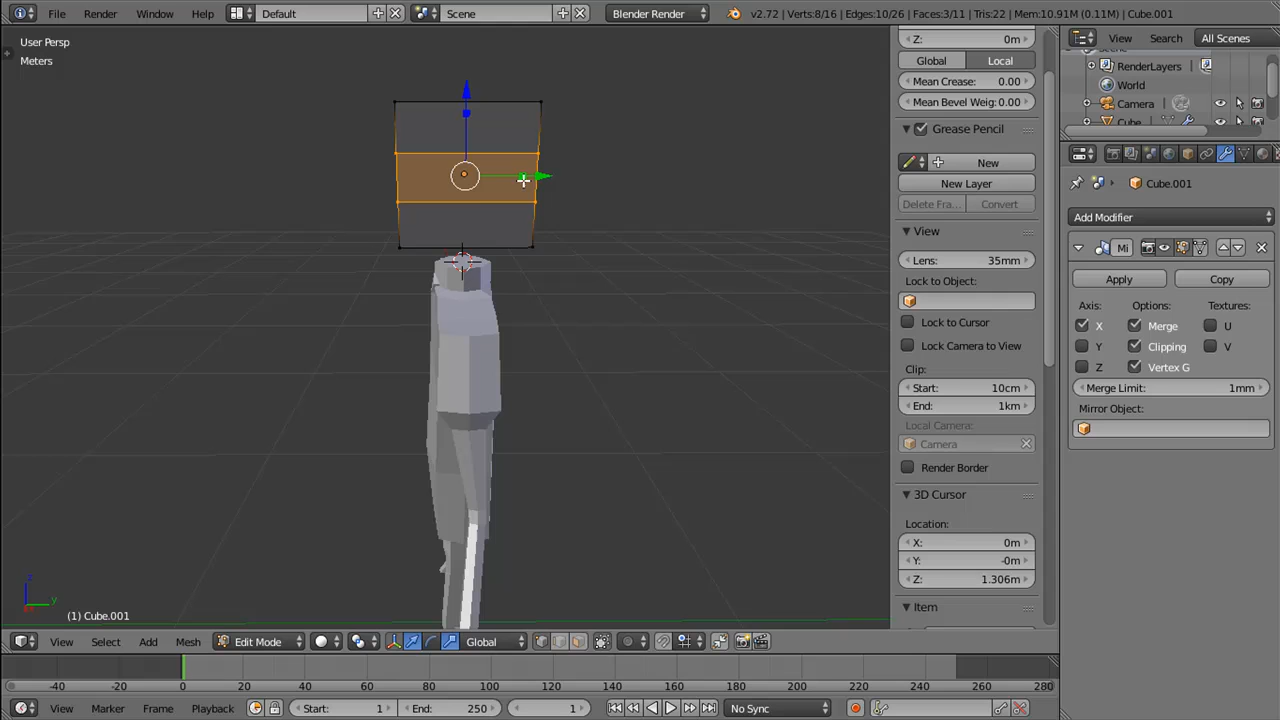 File Render Window Help Default Scene Blender Render v2.72 | Verts:8/16 | Edges:10/26 | Faces:3/11 | Tris:22 | Mem:10.91M (0.11M) | Cube.001
User Persp
Meters
Z: 0m
Global Local
Mean Crease: 0.00
Mean Bevel Weig: 0.00
Grease Pencil
New
New Layer
Delete Fra... Convert
View
Lens: 35mm
Lock to Object:
Lock to Cursor
Lock Camera to View
Clip:
Start: 10cm
End: 1km
Local Camera:
Camera
Render Border
3D Cursor
Location:
X: 0m
Y: -0m
Z: 1.306m
Item
View Search All Scenes
RenderLayers
World
Camera
Cube
Cube.001
Add Modifier
Mi
Apply Copy
Axis: Options: Textures:
X Merge U
Y Clipping V
Z Vertex G
Merge Limit: 1mm
Mirror Object:
z
y
(1) Cube.001
View Select Add Mesh Edit Mode Global
-40 -20 0 20 40 60 80 100 120 140 160 180 200 220 240 260 280
View Marker Frame Playback Start: 1 End: 250 1 No Sync